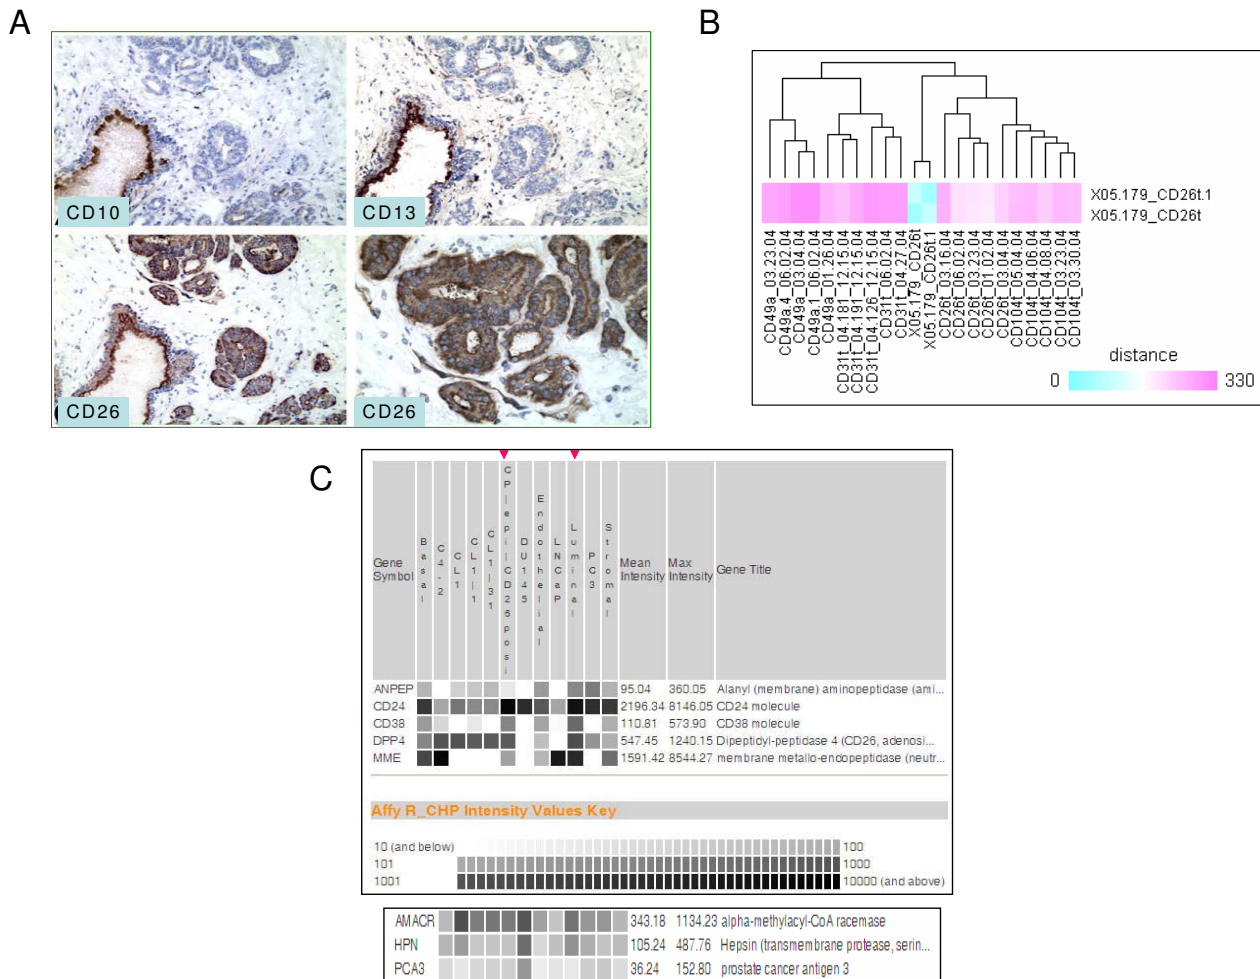 A
CD10
CD13
CD26
CD26
B
X05.179_CD26t.1
X05.179_CD26t
CD49a_03.23.04
CD49a.4_06.02.04
CD49a_03.04.04
CD49a.1_06.02.04
CD49a_01.26.04
CD31t_04.181_12.15.04
CD31t_04.191_12.15.04
CD31t_04.126_12.15.04
CD31t_06.02.04
CD31t_04.27.04
X05.179_CD26t
X05.179_CD26t.1
CD26t_03.16.04
CD26t_06.02.04
CD26t_03.23.04
CD26t_01.02.04
CD26t_03.04.04
CD104t_05.04.04
CD104t_04.06.04
CD104t_04.08.04
CD104t_03.23.04
CD104t_03.30.04
distance
0 330
C
Gene Symbol Basal C4-2 CL1 CL1|1 CL1|31 CP|epi|CD26posi DU145 Endothelial LNCaP Luminal PC3 Stromal Mean Intensity Max Intensity Gene Title
ANPEP 95.04 360.05 Alanyl (membrane) aminopeptidase (ami...
CD24 2196.34 8146.05 CD24 molecule
CD38 110.81 573.90 CD38 molecule
DPP4 547.45 1240.15 Dipeptidyl-peptidase 4 (CD26, adenosi...
MME 1591.42 8544.27 membrane metallo-endopeptidase (neutr...
Affy R_CHP Intensity Values Key
10 (and below) 100
101 1000
1001 10000 (and above)
AMACR 343.18 1134.23 alpha-methylacyl-CoA racemase
HPN 105.24 487.76 Hepsin (transmembrane protease, serin...
PCA3 36.24 152.80 prostate cancer antigen 3